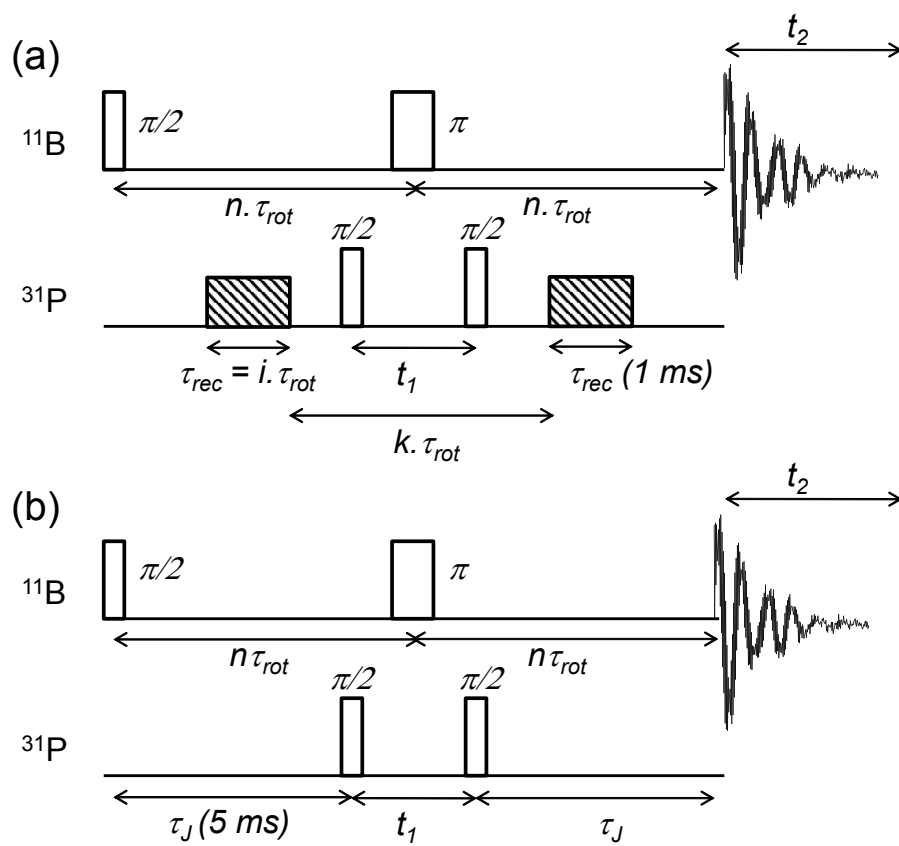 (a)
t₂
¹¹B
π/2
π
n.τrot
n.τrot
π/2
π/2
³¹P
τrec = i.τrot
t₁
τrec (1 ms)
k.τrot
(b)
t₂
¹¹B
π/2
π
nτrot
nτrot
π/2
π/2
³¹P
τJ (5 ms)
t₁
τJ